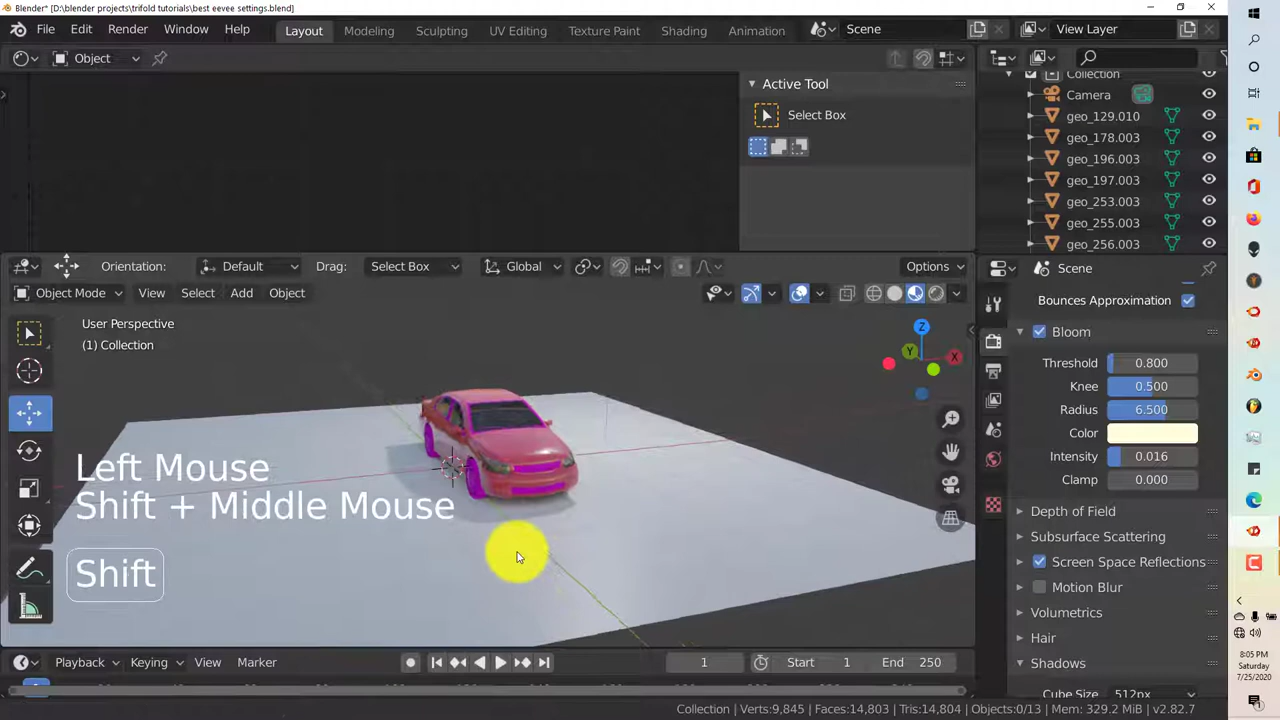 Blender* [D:\blender projects\trifold tutorials\best eevee settings.blend]
File Edit Render Window Help Layout Modeling Sculpting UV Editing Texture Paint Shading Animation Scene View Layer
Object
Active Tool
Select Box
Collection
Camera
geo_129.010
geo_178.003
geo_196.003
geo_197.003
geo_253.003
geo_255.003
geo_256.003
Orientation: Default Drag: Select Box Global Options
Object Mode View Select Add Object
User Perspective
(1) Collection
Z
Y
X
Left Mouse
Shift + Middle Mouse
Shift
Scene
Bounces Approximation
Bloom
Threshold 0.800
Knee 0.500
Radius 6.500
Color
Intensity 0.016
Clamp 0.000
Depth of Field
Subsurface Scattering
Screen Space Reflections
Motion Blur
Volumetrics
Hair
Shadows
Cube Size 512px
Playback Keying View Marker 1 Start 1 End 250
Collection | Verts:9,845 | Faces:14,803 | Tris:14,804 | Objects:0/13 | Mem: 329.2 MiB | v2.82.7
8:05 PM
Saturday
7/25/2020